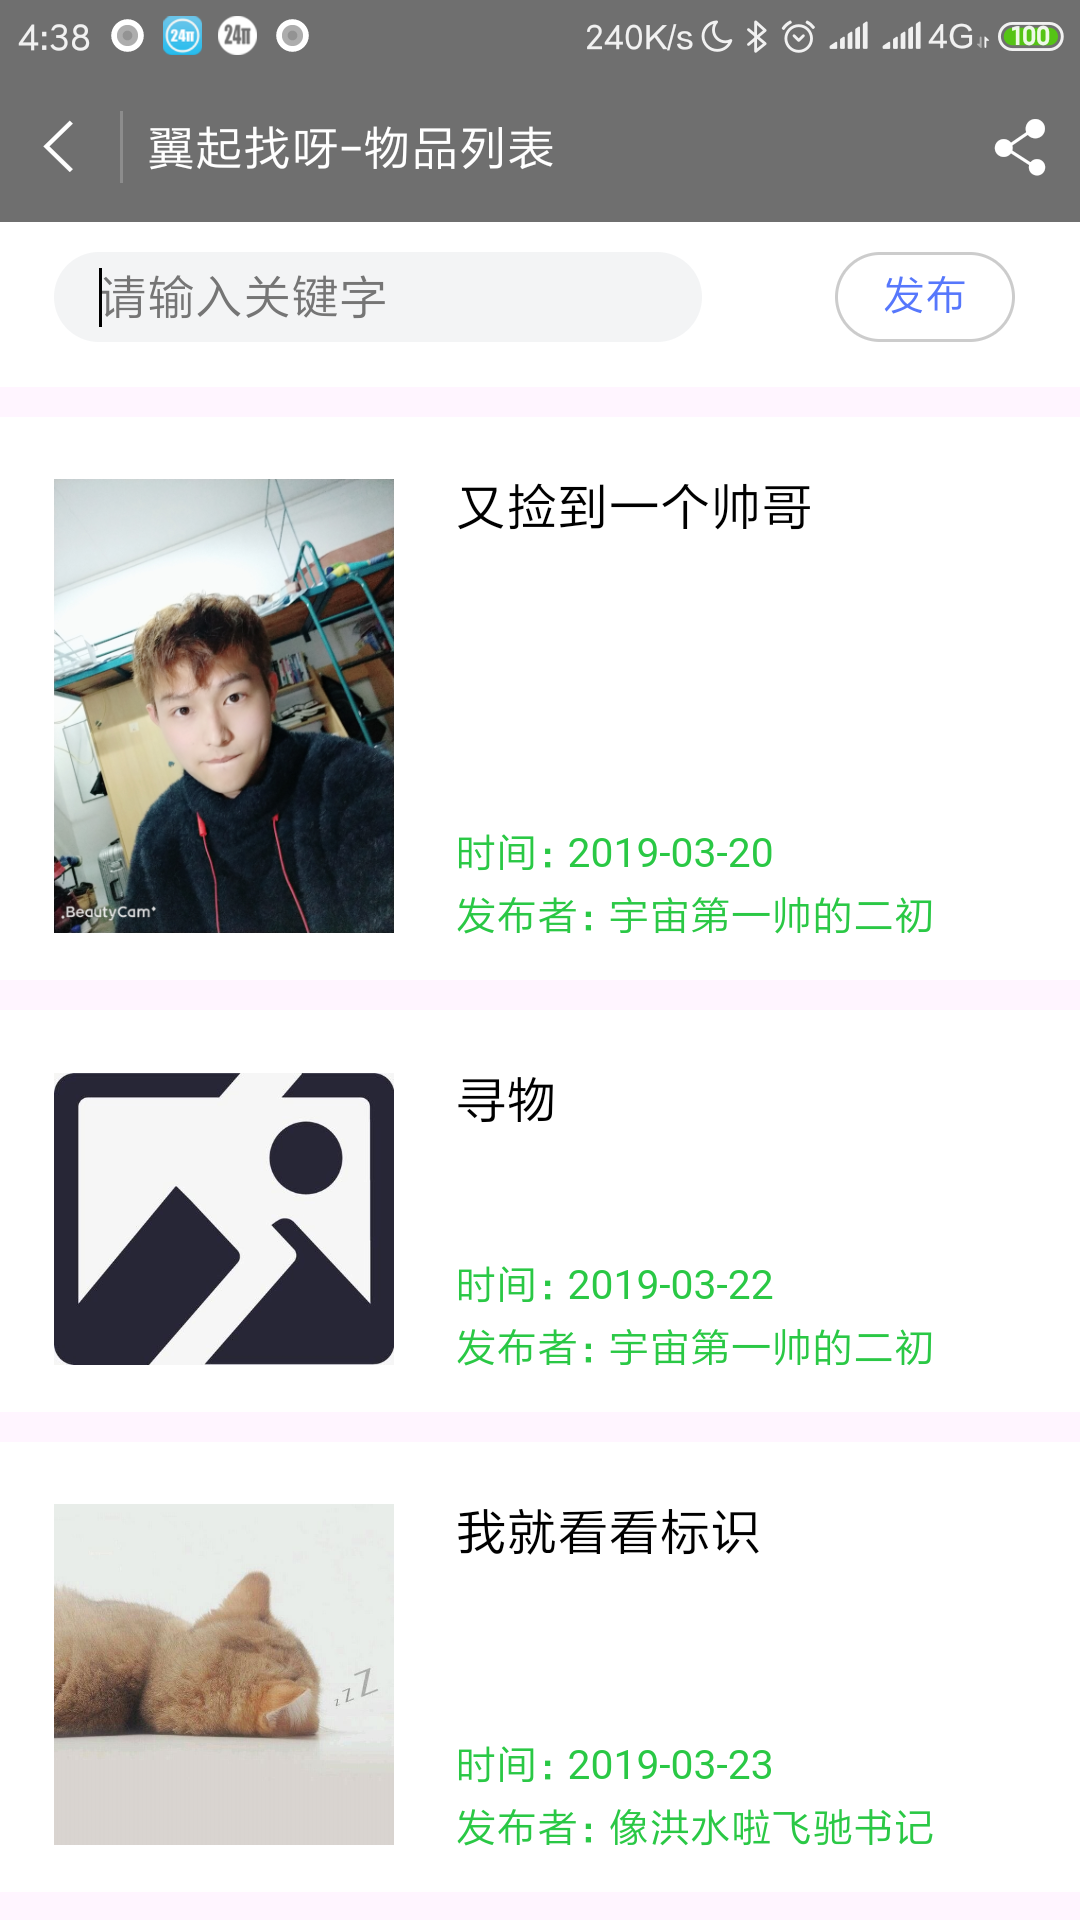 4:38 24π 24π 240K/s 4G 100
翼起找呀-物品列表
请输入关键字 发布
又捡到一个帅哥
BeautyCam
时间: 2019-03-20
发布者: 宇宙第一帅的二初
寻物
时间: 2019-03-22
发布者: 宇宙第一帅的二初
我就看看标识
z z Z
时间: 2019-03-23
发布者: 像洪水啦飞驰书记